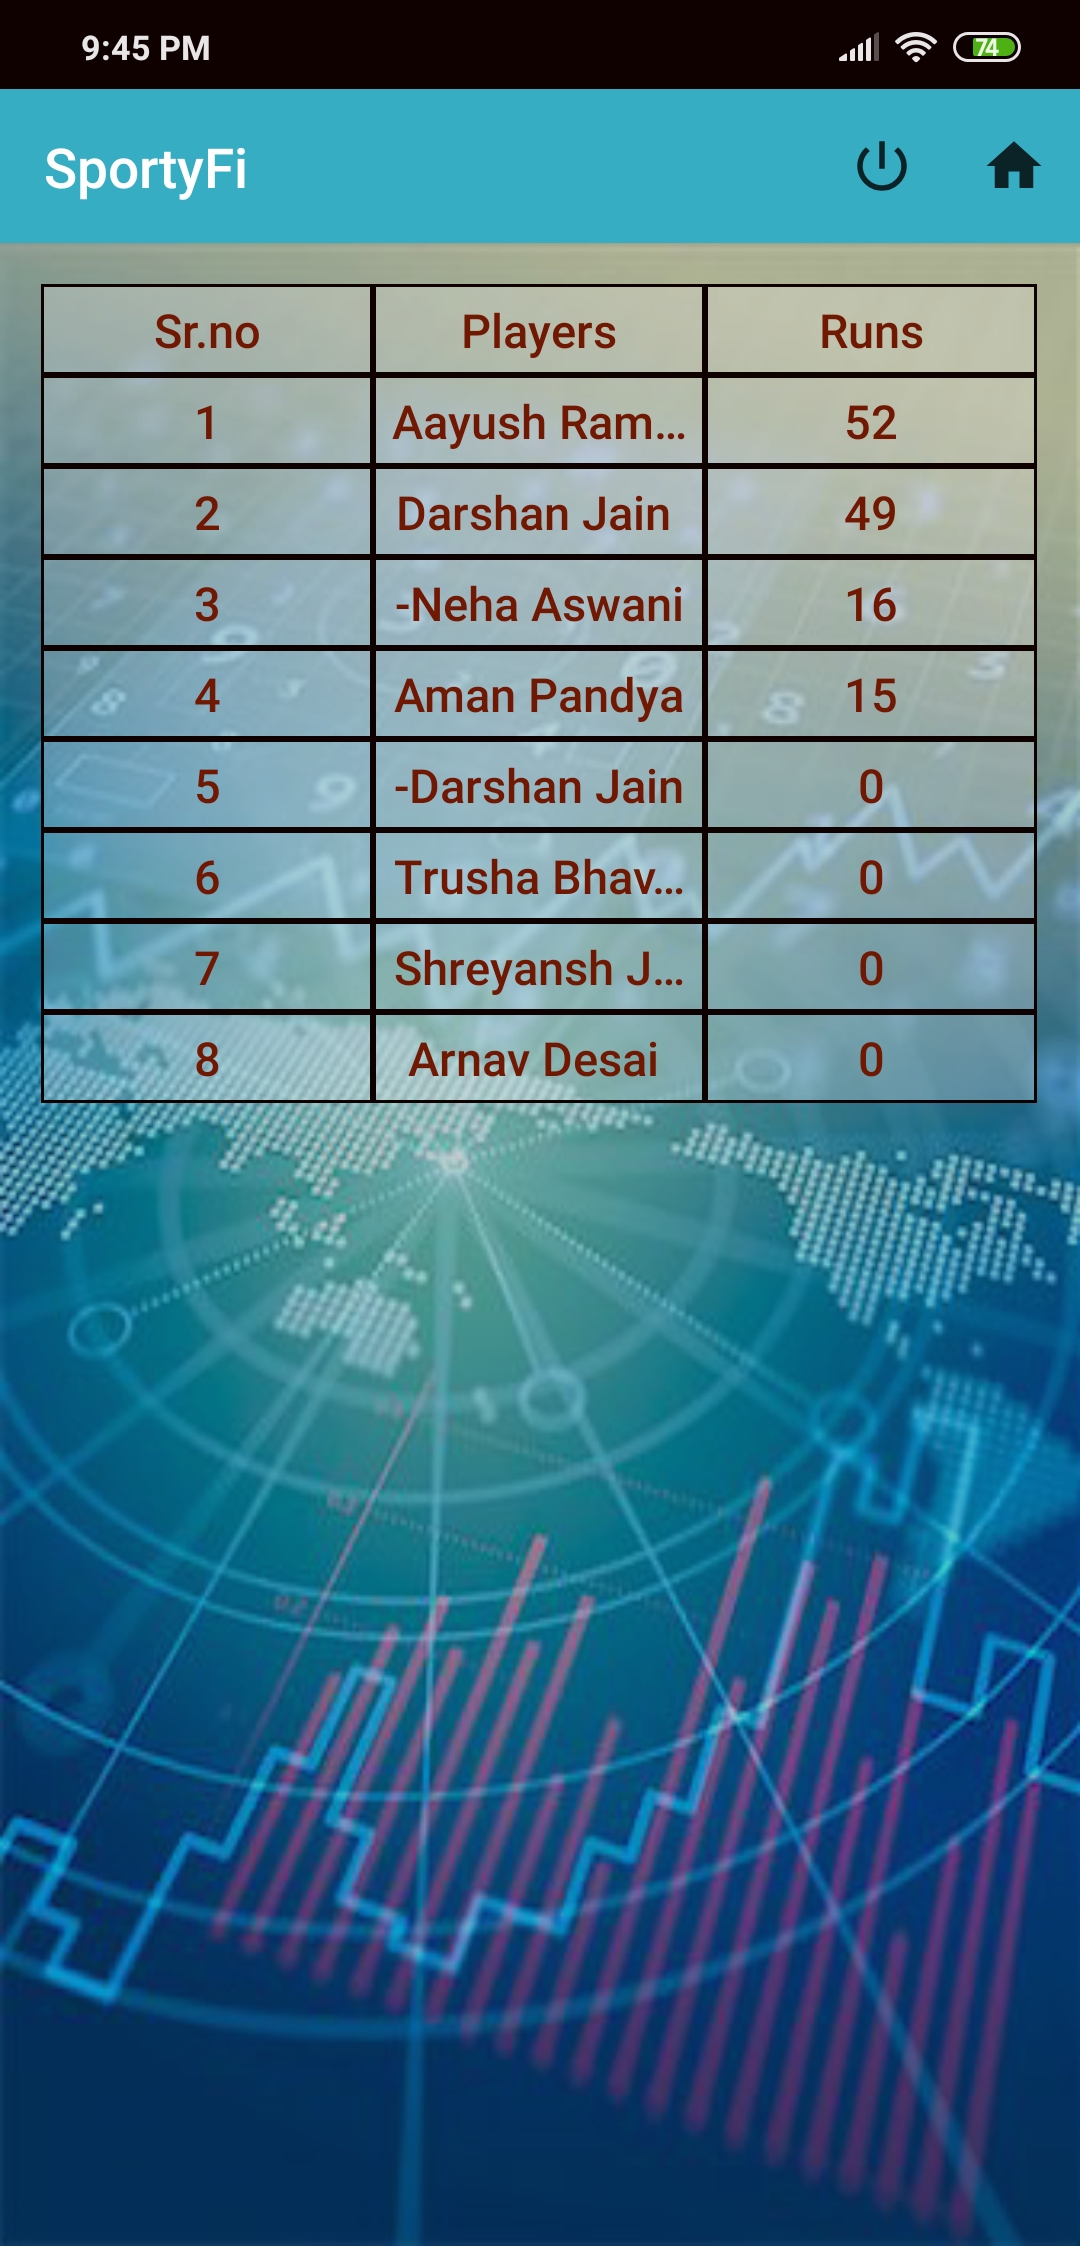 9:45 PM 74
SportyFi
Sr.no Players Runs
1 Aayush Ram... 52
2 Darshan Jain 49
3 -Neha Aswani 16
4 Aman Pandya 15
5 -Darshan Jain 0
6 Trusha Bhav... 0
7 Shreyansh J... 0
8 Arnav Desai 0